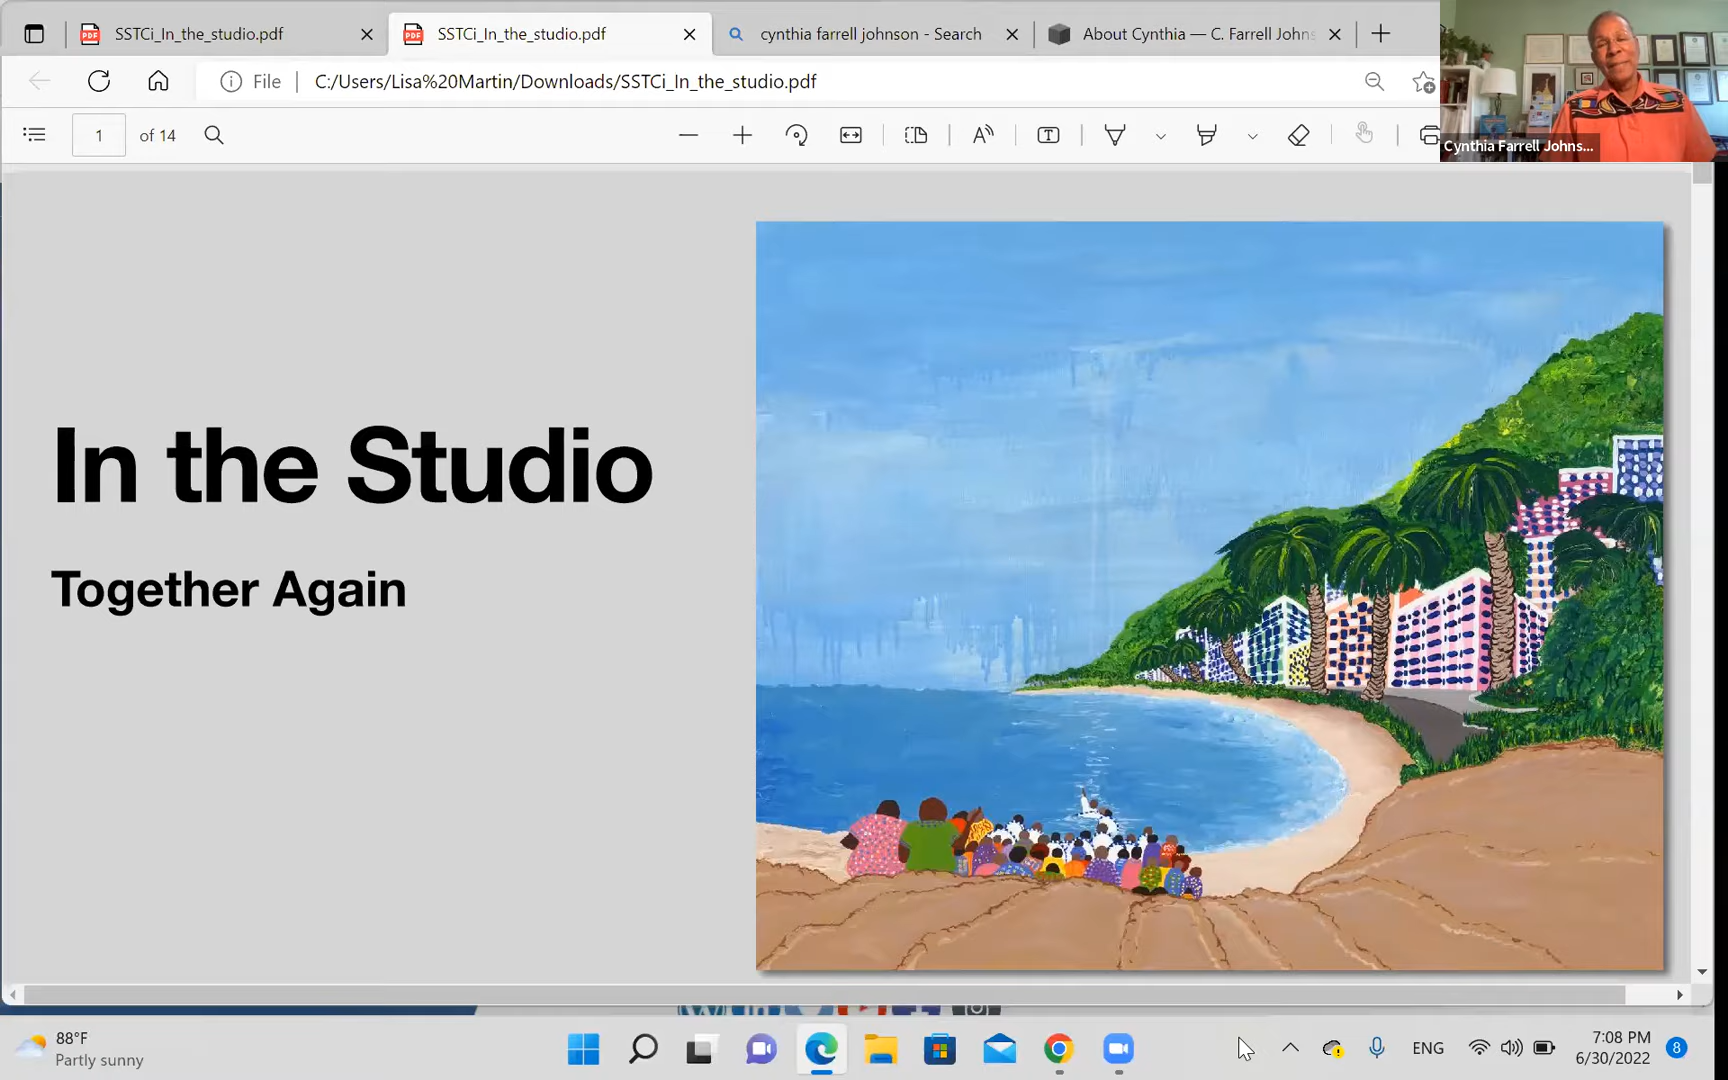 SSTCi_In_the_studio.pdf
SSTCi_In_the_studio.pdf
cynthia farrell johnson - Search
About Cynthia — C. Farrell Johns
File
C:/Users/Lisa%20Martin/Downloads/SSTCi_In_the_studio.pdf
1 of 14
Cynthia Farrell Johns...
In the Studio
Together Again
88°F
Partly sunny
ENG
7:08 PM
6/30/2022
8